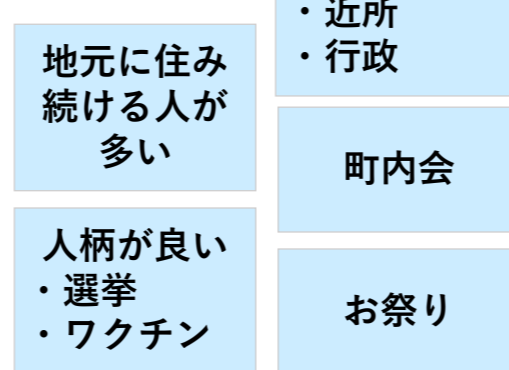 地元に住み
続ける人が
多い
人柄が良い
・選挙
・ワクチン
・近所
・行政
町内会
お祭り